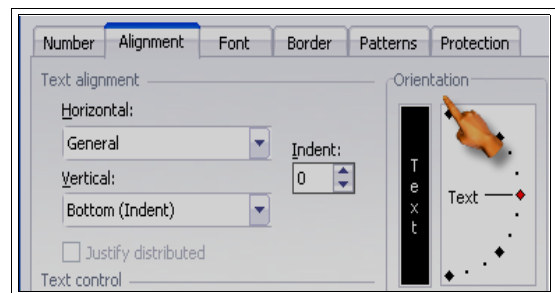 Number Alignment Font Border Patterns Protection
Text alignment
Orientation
Horizontal:
General
Indent:
0
Vertical:
Bottom (Indent)
Justify distributed
Text control
Text
Text